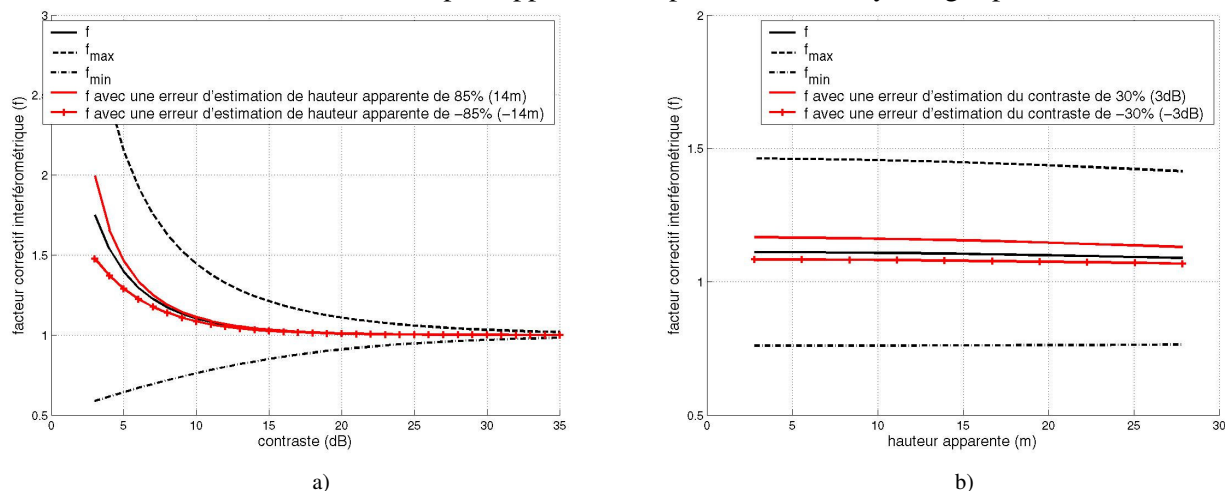 3
f
f_max
f_min
f avec une erreur d'estimation de hauteur apparente de 85% (14m)
f avec une erreur d'estimation de hauteur apparente de −85% (−14m)
2.5
2
1.5
1
0.5
0 5 10 15 20 25 30 35
facteur correctif interférométrique (f)
contraste (dB)
a)
2
f
f_max
f_min
f avec une erreur d'estimation du contraste de 30% (3dB)
f avec une erreur d'estimation du contraste de −30% (−3dB)
1.5
1
0.5
0 5 10 15 20 25 30
facteur correctif interférométrique (f)
hauteur apparente (m)
b)